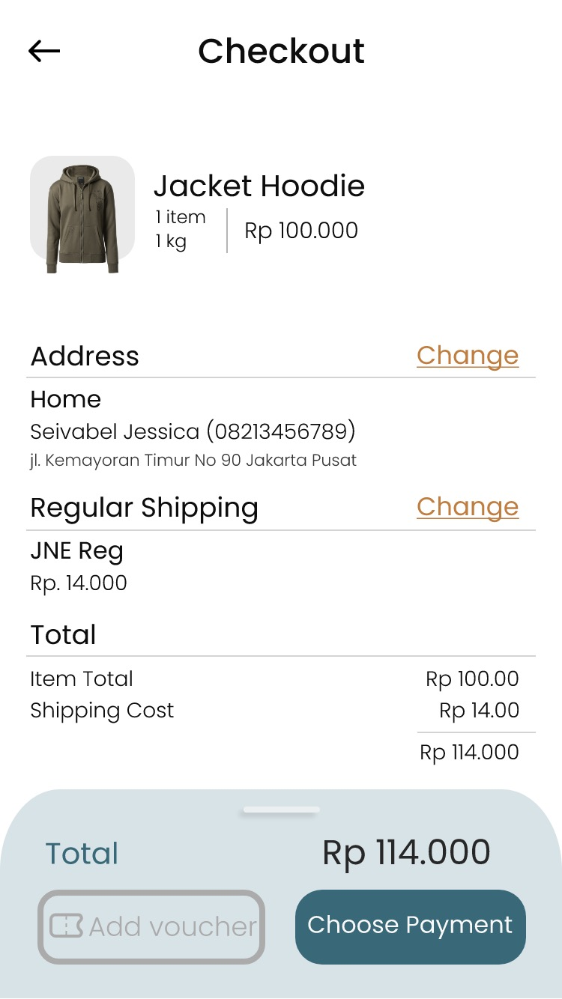 Checkout
Jacket Hoodie
1 item
1 kg
Rp 100.000
Address
Change
Home
Seivabel Jessica (08213456789)
jl. Kemayoran Timur No 90 Jakarta Pusat
Regular Shipping
Change
JNE Reg
Rp. 14.000
Total
Item Total
Rp 100.00
Shipping Cost
Rp 14.00
Rp 114.000
Total
Rp 114.000
Add voucher
Choose Payment